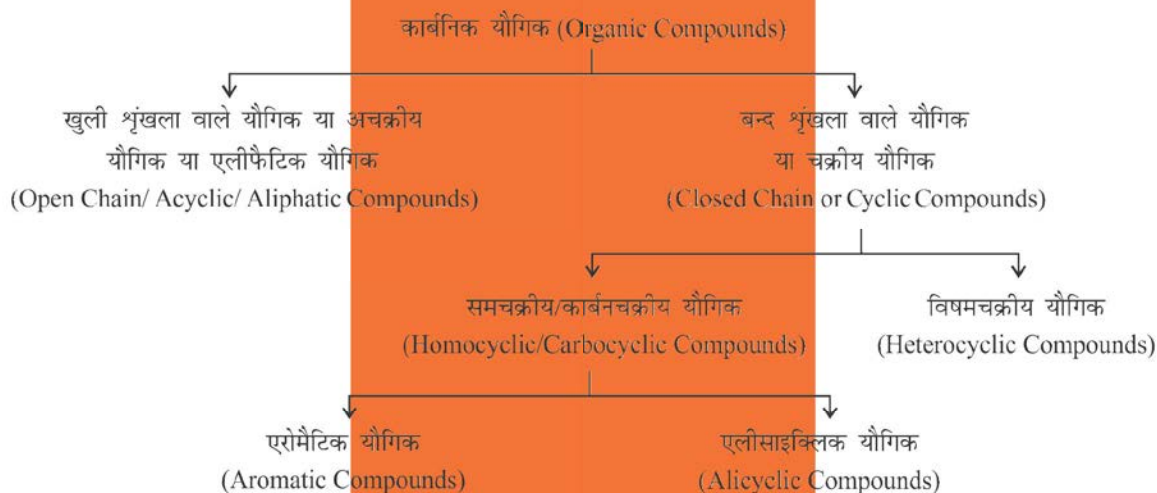 कार्बनिक यौगिक (Organic Compounds)
खुली शृंखला वाले यौगिक या अचक्रीय
यौगिक या एलीफैटिक यौगिक
(Open Chain/ Acyclic/ Aliphatic Compounds)
बन्द शृंखला वाले यौगिक
या चक्रीय यौगिक
(Closed Chain or Cyclic Compounds)
समचक्रीय/कार्बनचक्रीय यौगिक
(Homocyclic/Carbocyclic Compounds)
विषमचक्रीय यौगिक
(Heterocyclic Compounds)
एरोमैटिक यौगिक
(Aromatic Compounds)
एलीसाइक्लिक यौगिक
(Alicyclic Compounds)